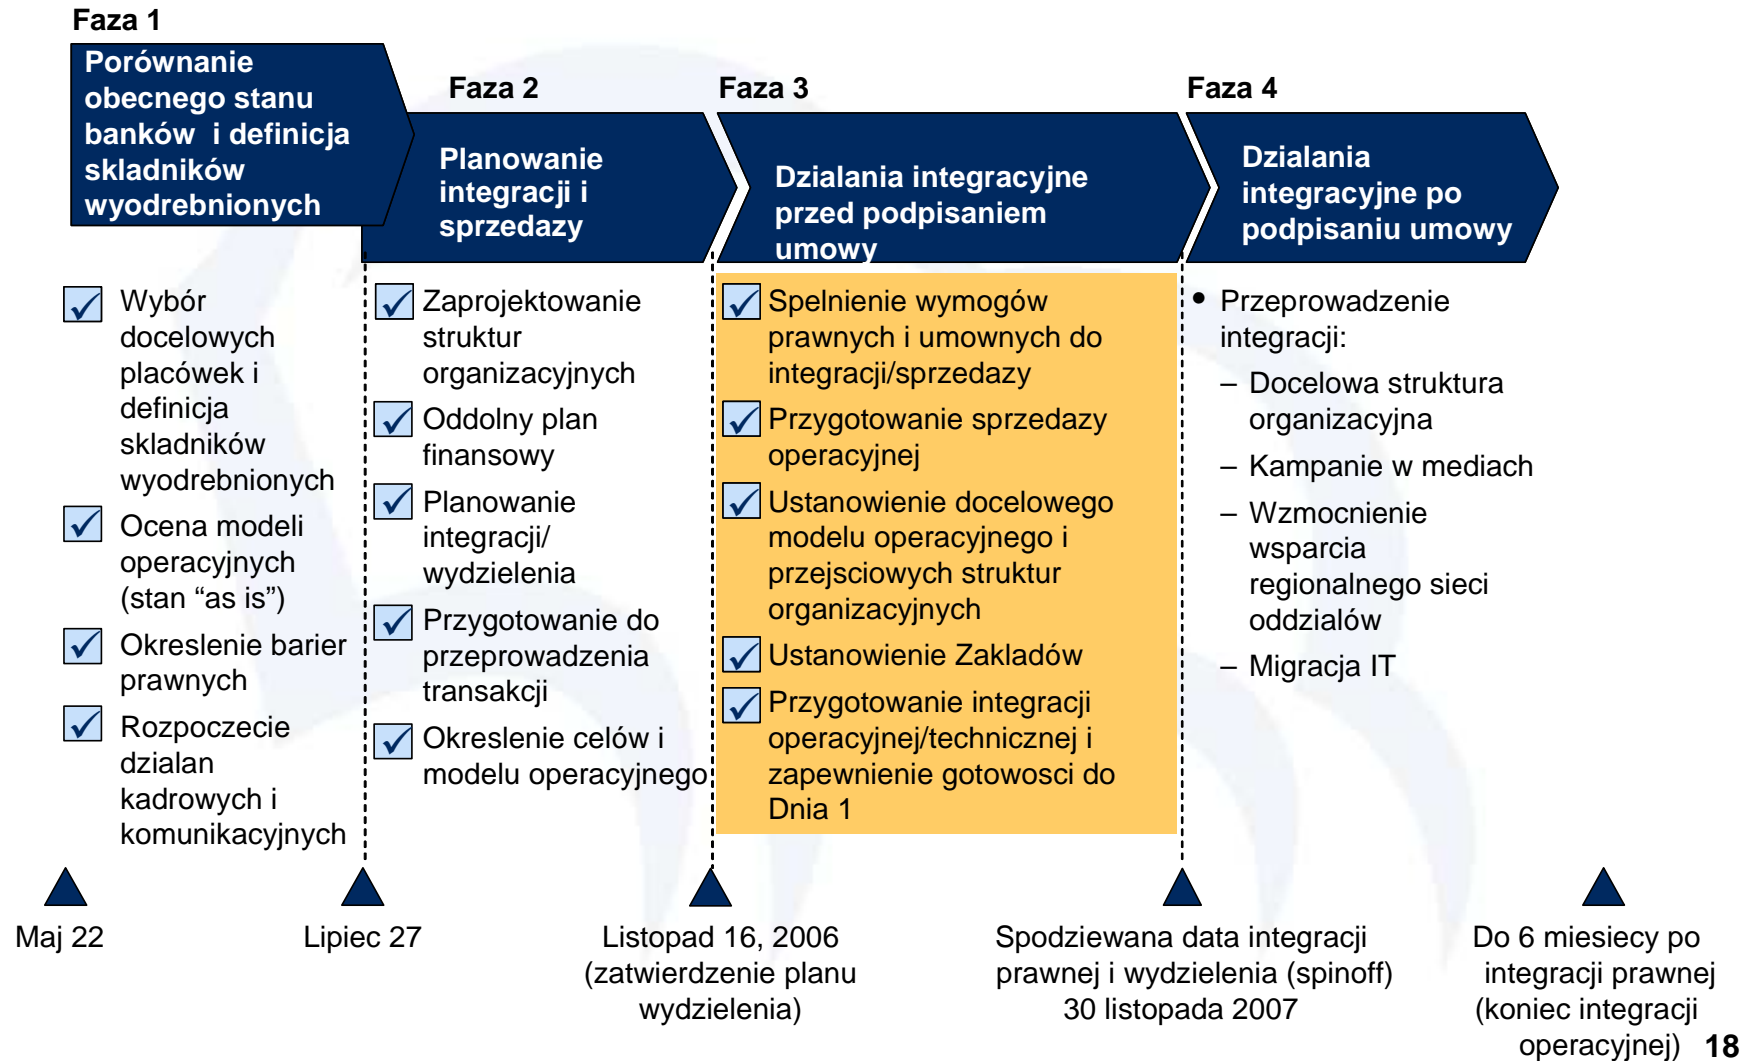 Faza 1
Porównanie
obecnego stanu
banków i definicja
skladników
wyodrebnionych
Faza 2
Planowanie
integracji i
sprzedazy
Faza 3
Dzialania integracyjne
przed podpisaniem
umowy
Faza 4
Dzialania
integracyjne po
podpisaniu umowy
Wybór
docelowych
placówek i
definicja
skladników
wyodrebnionych
Ocena modeli
operacyjnych
(stan “as is”)
Okreslenie barier
prawnych
Rozpoczecie
dzialan
kadrowych i
komunikacyjnych
Zaprojektowanie
struktur
organizacyjnych
Oddolny plan
finansowy
Planowanie
integracji/
wydzielenia
Przygotowanie do
przeprowadzenia
transakcji
Okreslenie celów i
modelu operacyjnego
Spelnienie wymogów
prawnych i umownych do
integracji/sprzedazy
Przygotowanie sprzedazy
operacyjnej
Ustanowienie docelowego
modelu operacyjnego i
przejsciowych struktur
organizacyjnych
Ustanowienie Zakladów
Przygotowanie integracji
operacyjnej/technicznej i
zapewnienie gotowosci do
Dnia 1
• Przeprowadzenie
integracji:
– Docelowa struktura
organizacyjna
– Kampanie w mediach
– Wzmocnienie
wsparcia
regionalnego sieci
oddzialów
– Migracja IT
Maj 22
Lipiec 27
Listopad 16, 2006
(zatwierdzenie planu
wydzielenia)
Spodziewana data integracji
prawnej i wydzielenia (spinoff)
30 listopada 2007
Do 6 miesiecy po
integracji prawnej
(koniec integracji
operacyjnej)
18